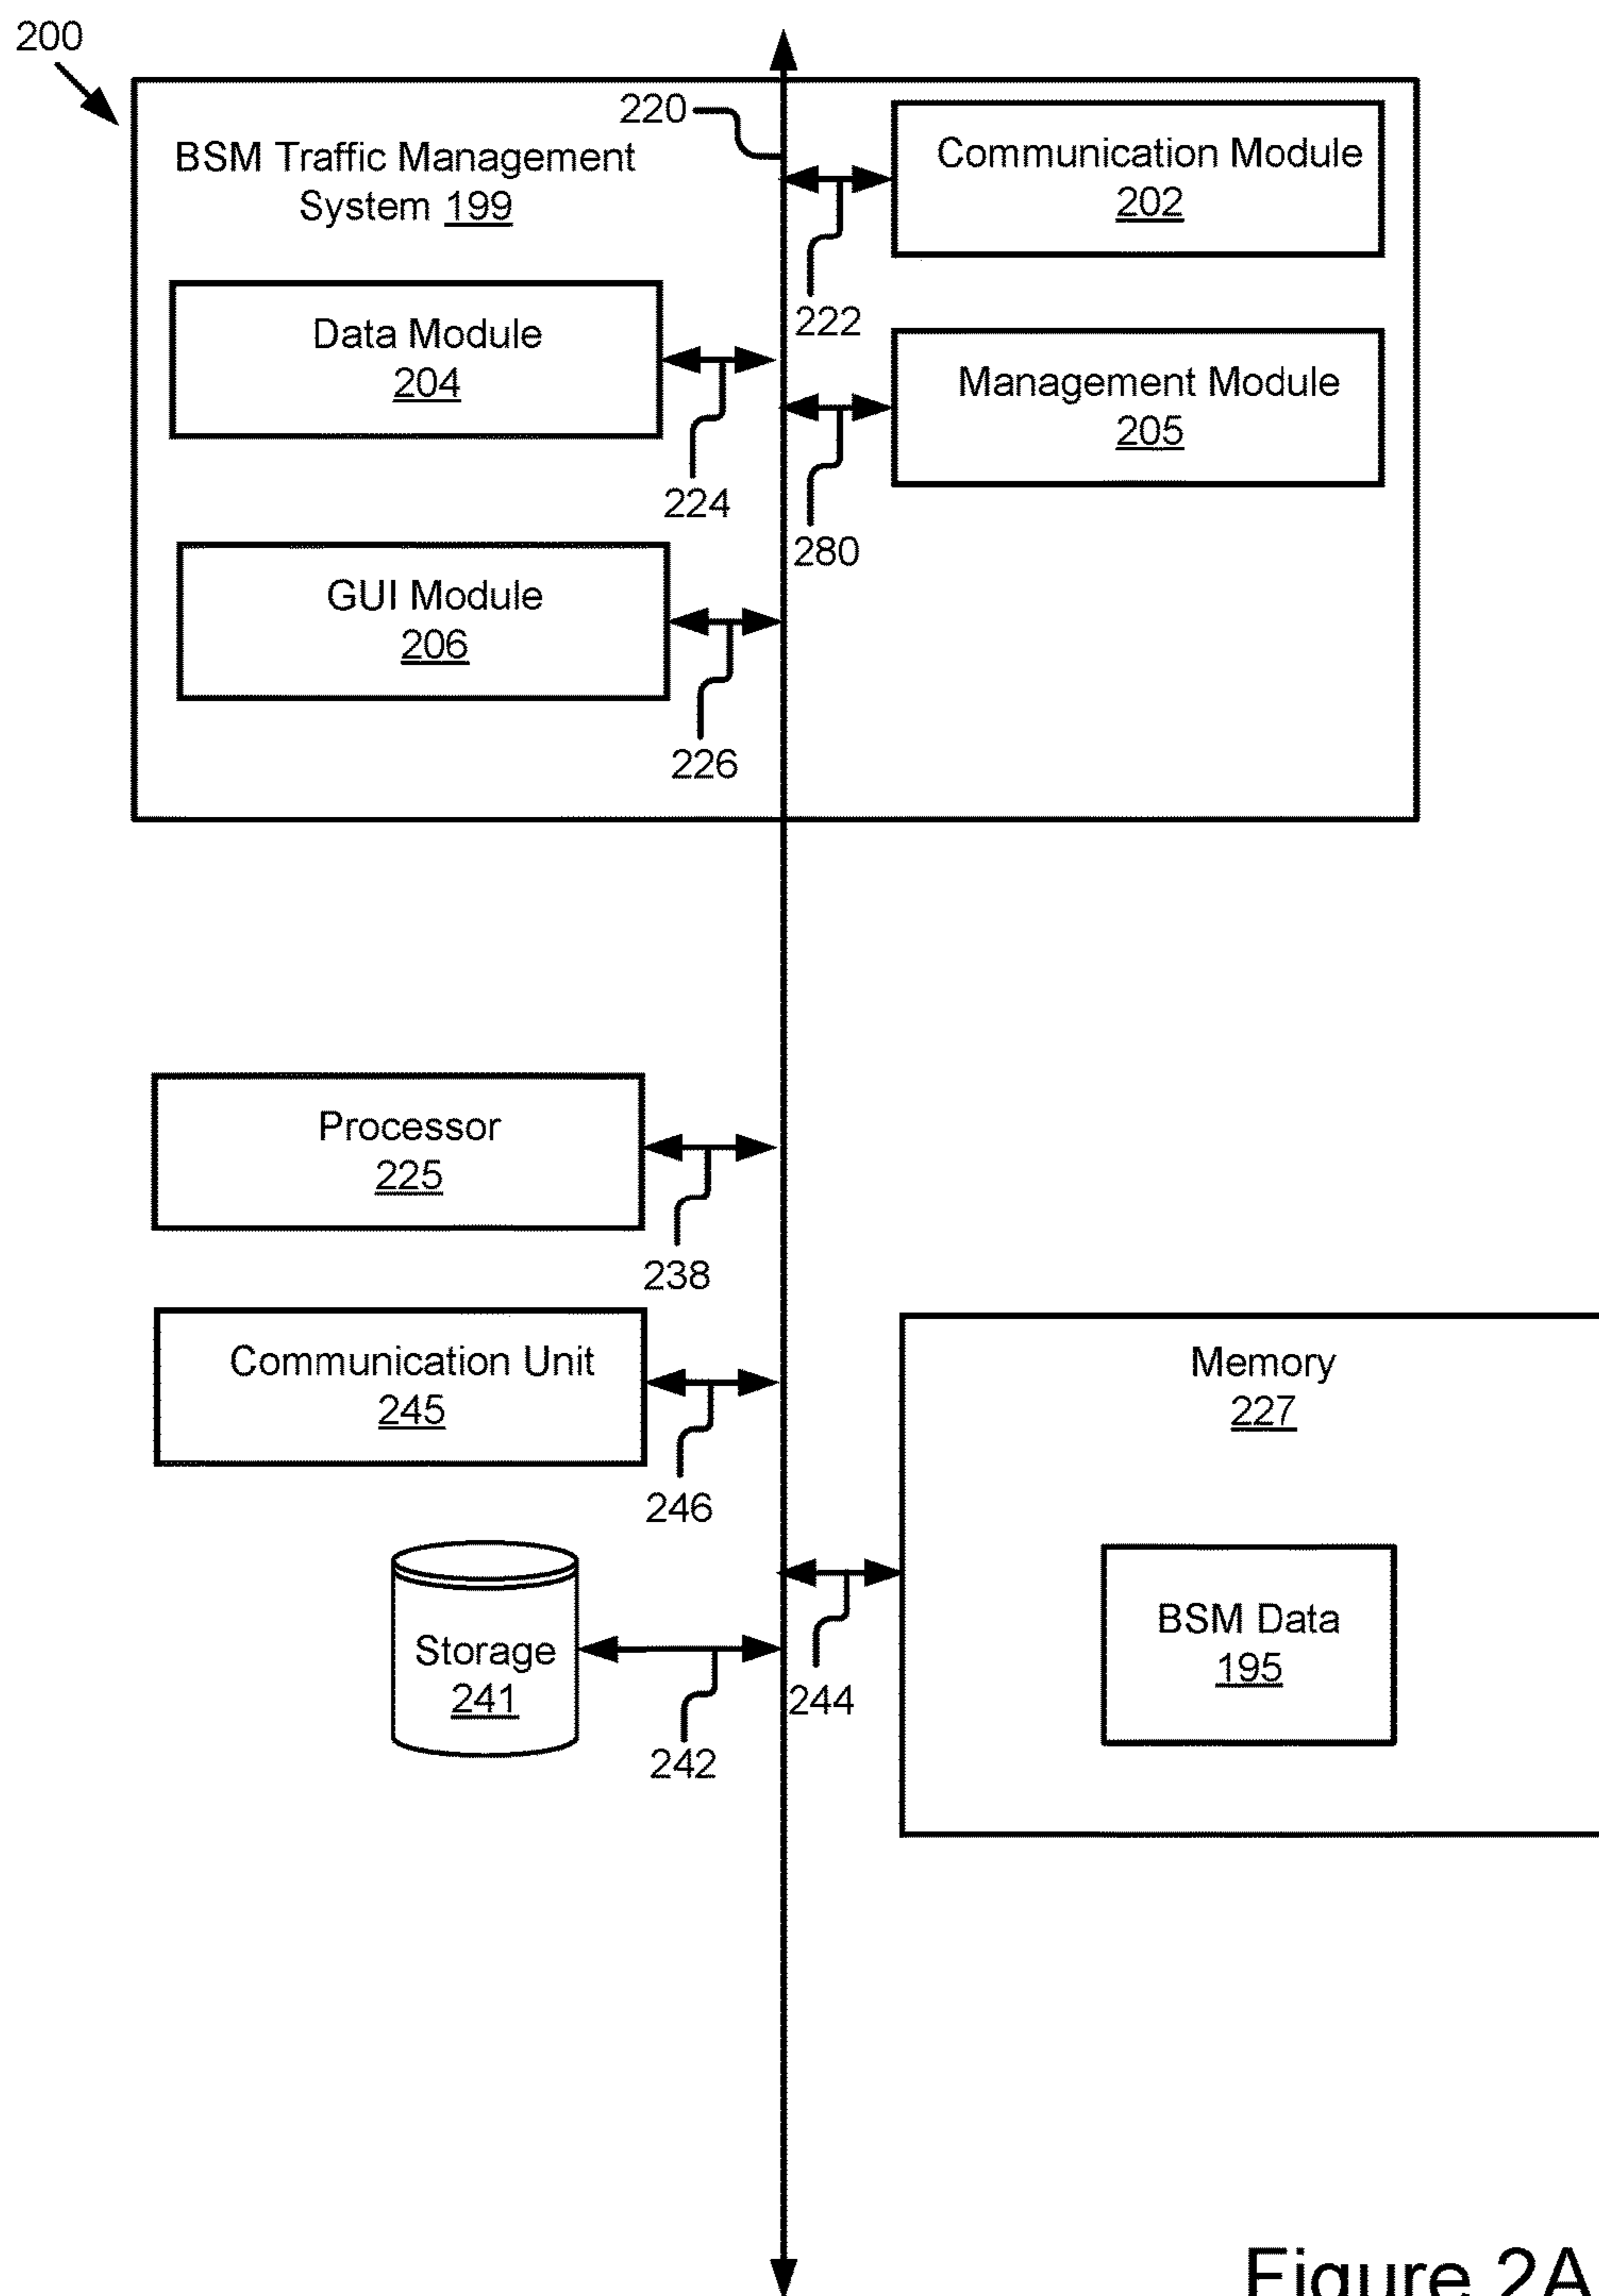 200
220
BSM Traffic Management
System 199
Communication Module
202
222
Data Module
204
224
Management Module
205
280
GUI Module
206
226
Processor
225
238
Communication Unit
245
246
Memory
227
Storage
241
242
244
BSM Data
195
Figure 2A